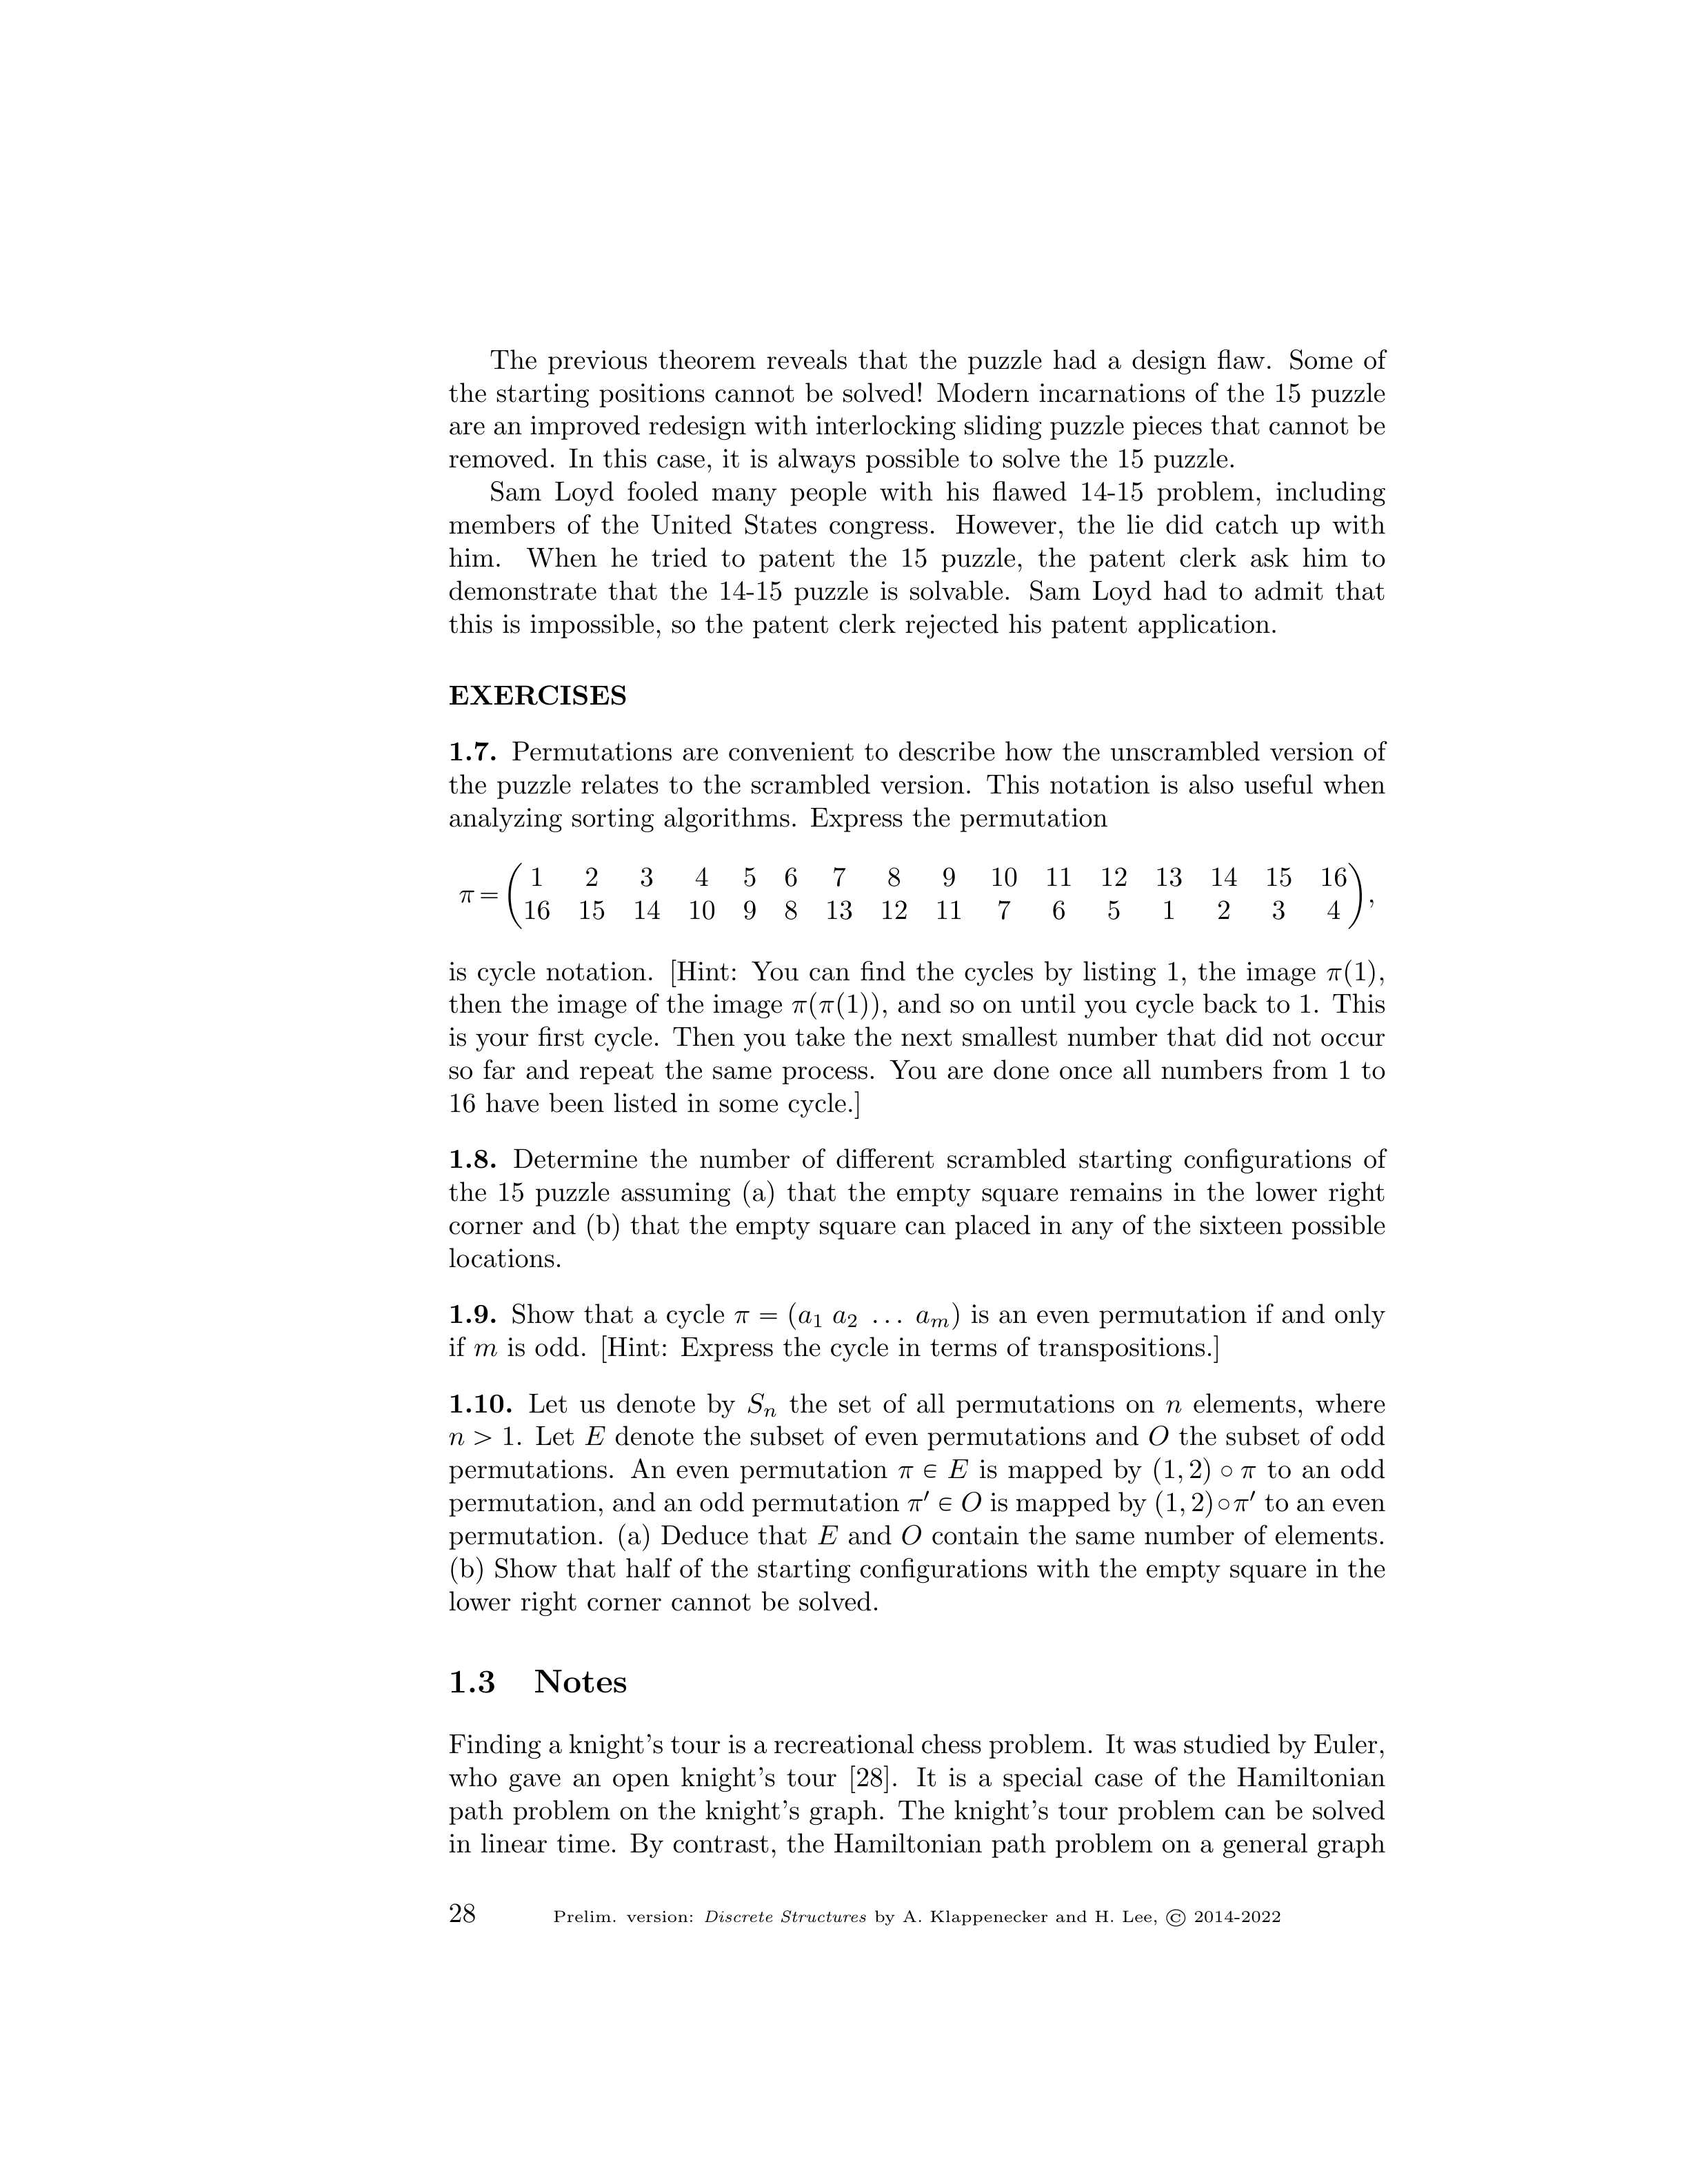 The previous theorem reveals that the puzzle had a design flaw. Some of
the starting positions cannot be solved! Modern incarnations of the 15 puzzle
are an improved redesign with interlocking sliding puzzle pieces that cannot be
removed. In this case, it is always possible to solve the 15 puzzle.
Sam Loyd fooled many people with his flawed 14-15 problem, including
members of the United States congress. However, the lie did catch up with
him. When he tried to patent the 15 puzzle, the patent clerk ask him to
demonstrate that the 14-15 puzzle is solvable. Sam Loyd had to admit that
this is impossible, so the patent clerk rejected his patent application.
EXERCISES
1.7. Permutations are convenient to describe how the unscrambled version of
the puzzle relates to the scrambled version. This notation is also useful when
analyzing sorting algorithms. Express the permutation
π = ( 1 2 3 4 5 6 7 8 9 10 11 12 13 14 15 16
16 15 14 10 9 8 13 12 11 7 6 5 1 2 3 4 ),
is cycle notation. [Hint: You can find the cycles by listing 1, the image π(1),
then the image of the image π(π(1)), and so on until you cycle back to 1. This
is your first cycle. Then you take the next smallest number that did not occur
so far and repeat the same process. You are done once all numbers from 1 to
16 have been listed in some cycle.]
1.8. Determine the number of different scrambled starting configurations of
the 15 puzzle assuming (a) that the empty square remains in the lower right
corner and (b) that the empty square can placed in any of the sixteen possible
locations.
1.9. Show that a cycle π = (a₁ a₂ … aₘ) is an even permutation if and only
if m is odd. [Hint: Express the cycle in terms of transpositions.]
1.10. Let us denote by Sₙ the set of all permutations on n elements, where
n > 1. Let E denote the subset of even permutations and O the subset of odd
permutations. An even permutation π ∈ E is mapped by (1, 2) ∘ π to an odd
permutation, and an odd permutation π′ ∈ O is mapped by (1, 2)∘π′ to an even
permutation. (a) Deduce that E and O contain the same number of elements.
(b) Show that half of the starting configurations with the empty square in the
lower right corner cannot be solved.
1.3 Notes
Finding a knight's tour is a recreational chess problem. It was studied by Euler,
who gave an open knight's tour [28]. It is a special case of the Hamiltonian
path problem on the knight's graph. The knight's tour problem can be solved
in linear time. By contrast, the Hamiltonian path problem on a general graph
28 Prelim. version: Discrete Structures by A. Klappenecker and H. Lee, © 2014-2022